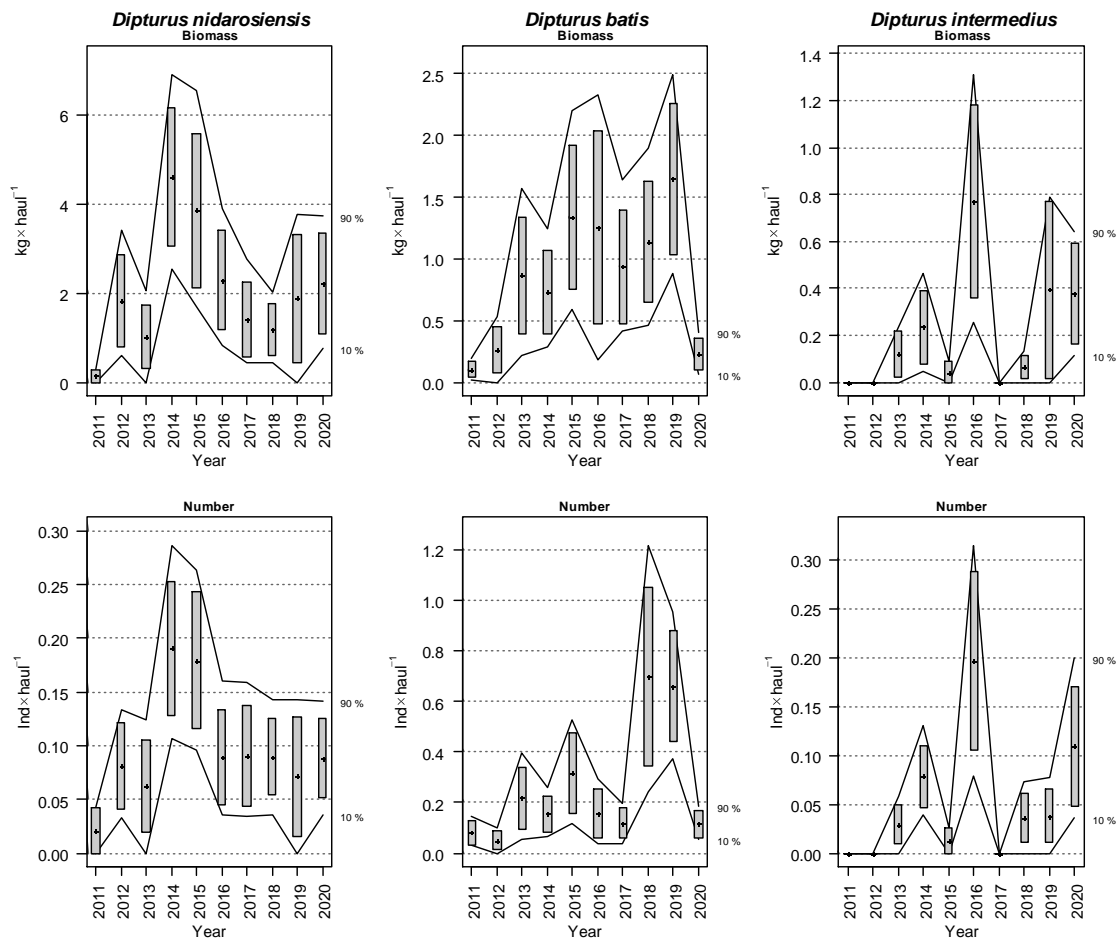 Dipturus nidarosiensis
Biomass
kg× haul⁻¹
6
4
2
0
90 %
10 %
2011 2012 2013 2014 2015 2016 2017 2018 2019 2020
Year
Dipturus batis
Biomass
kg× haul⁻¹
2.5
2.0
1.5
1.0
0.5
0.0
90 %
10 %
2011 2012 2013 2014 2015 2016 2017 2018 2019 2020
Year
Dipturus intermedius
Biomass
kg× haul⁻¹
1.4
1.2
1.0
0.8
0.6
0.4
0.2
0.0
90 %
10 %
2011 2012 2013 2014 2015 2016 2017 2018 2019 2020
Year
Number
Ind× haul⁻¹
0.30
0.25
0.20
0.15
0.10
0.05
0.00
90 %
10 %
2011 2012 2013 2014 2015 2016 2017 2018 2019 2020
Year
Number
Ind× haul⁻¹
1.2
1.0
0.8
0.6
0.4
0.2
0.0
90 %
10 %
2011 2012 2013 2014 2015 2016 2017 2018 2019 2020
Year
Number
Ind× haul⁻¹
0.30
0.25
0.20
0.15
0.10
0.05
0.00
90 %
10 %
2011 2012 2013 2014 2015 2016 2017 2018 2019 2020
Year